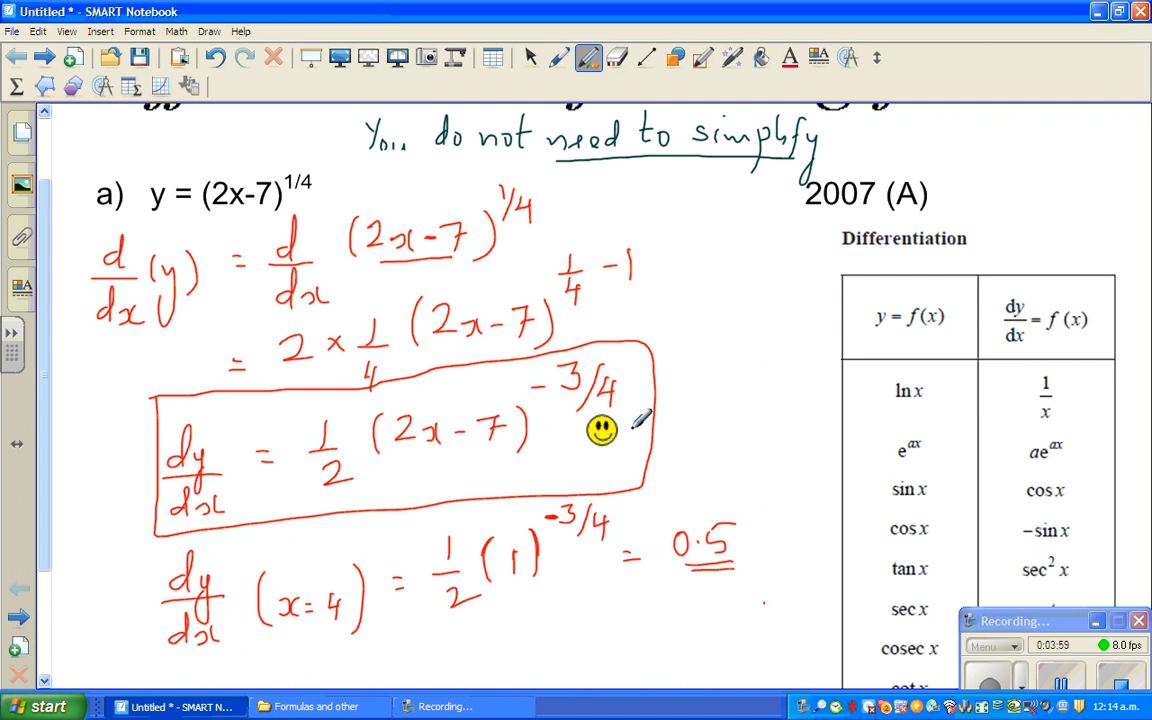 Untitled * - SMART Notebook
File Edit View Insert Format Math Draw Help
You do not need to simplify
a) y = (2x-7)^1/4
2007 (A)
d/dx (y) = d/dx (2x-7)^1/4
= 2 × 1/4 (2x-7)^1/4 - 1
dy/dx = 1/2 (2x-7)^-3/4
dy/dx (x=4) = 1/2 (1)^-3/4 = 0.5
Differentiation
y = f(x) dy/dx = f (x)
ln x 1/x
e^ax ae^ax
sin x cos x
cos x −sin x
tan x sec² x
sec x
cosec x
Recording...
Menu 0:03:59 8.0 fps
start Untitled * - SMART N... Formulas and other Recording... 12:14 a.m.